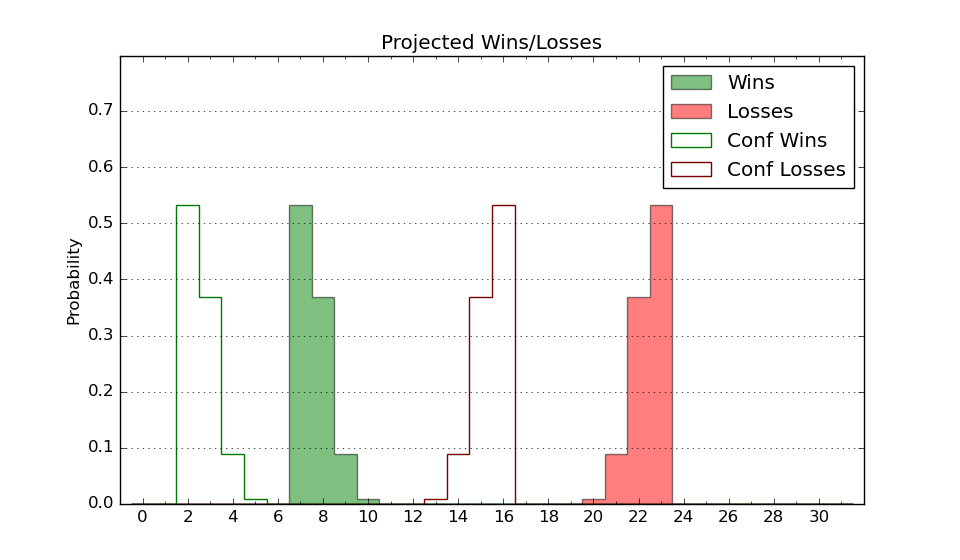 Projected Wins/Losses
Wins
Losses
Conf Wins
Conf Losses
Probability
0.7
0.6
0.5
0.4
0.3
0.2
0.1
0.0
0 2 4 6 8 10 12 14 16 18 20 22 24 26 28 30